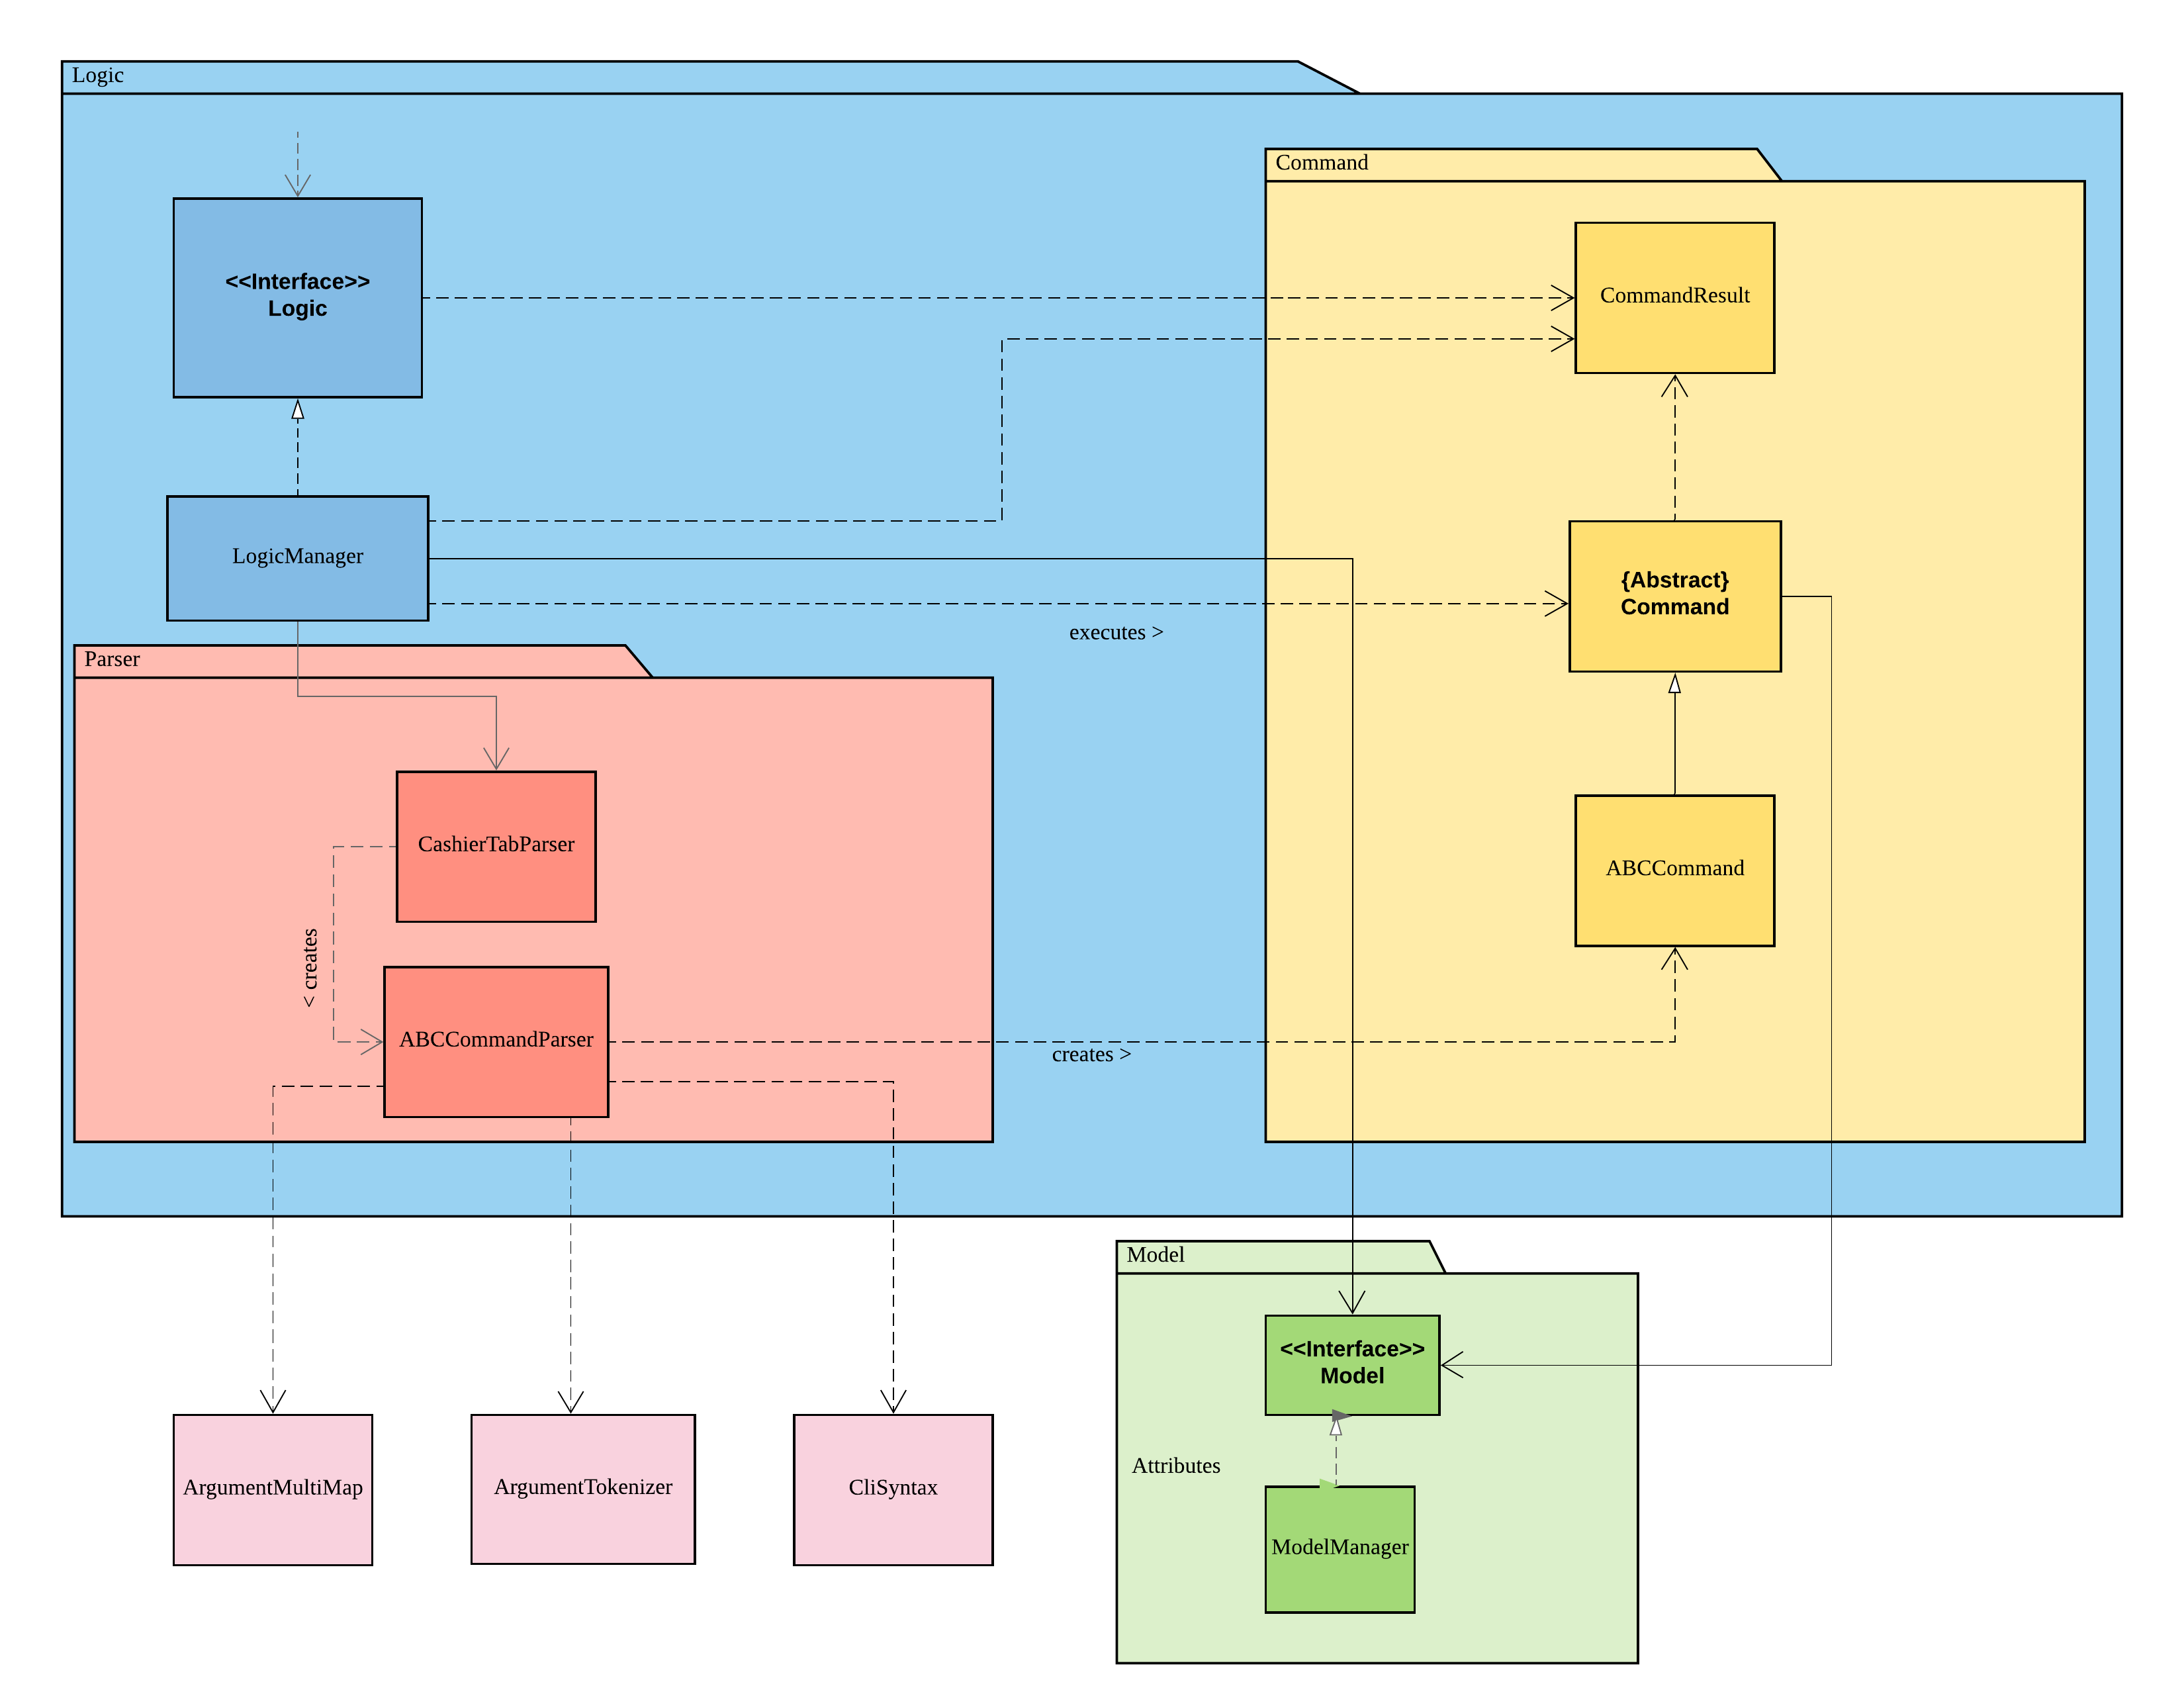 Logic
Command
<<Interface>>
Logic
CommandResult
LogicManager
{Abstract}
Command
executes >
Parser
CashierTabParser
ABCCommand
< creates
ABCCommandParser
creates >
Model
<<Interface>>
Model
Attributes
ArgumentMultiMap
ArgumentTokenizer
CliSyntax
ModelManager